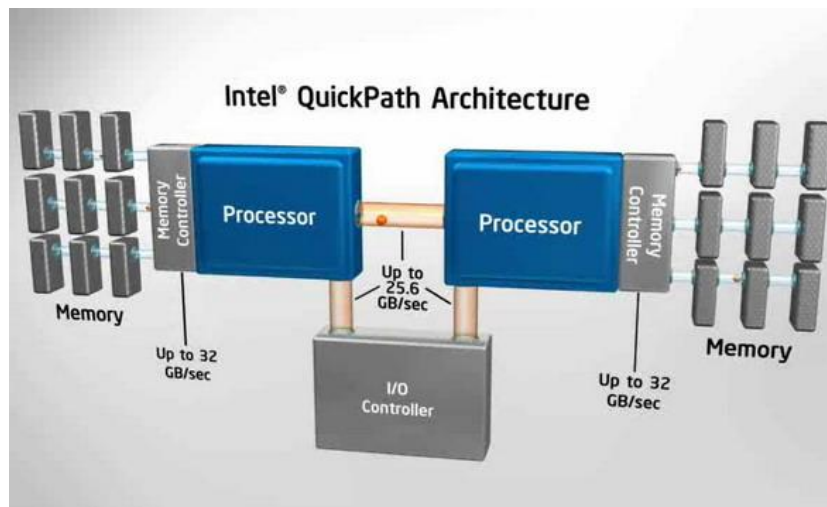 Intel® QuickPath Architecture
Memory
Controller
Processor
Processor
Memory
Controller
Up to
25.6
GB/sec
Memory
Up to 32
GB/sec
I/O
Controller
Up to 32
GB/sec
Memory